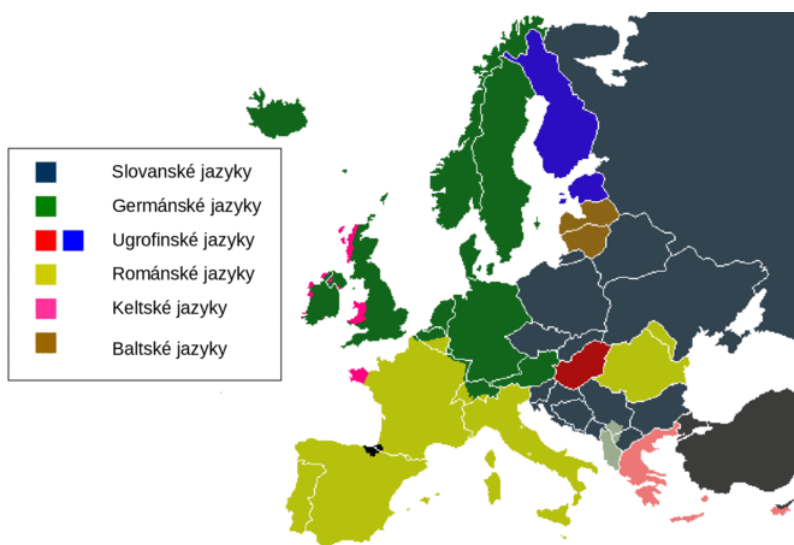 Slovanské jazyky
Germánské jazyky
Ugrofinské jazyky
Románské jazyky
Keltské jazyky
Baltské jazyky